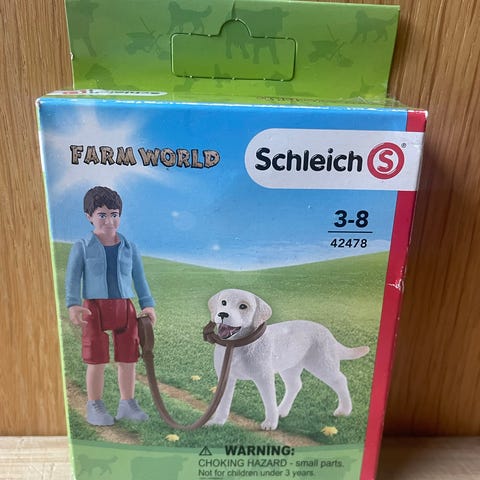 FARM WORLD
Schleich S
3-8
42478
WARNING:
CHOKING HAZARD - small parts.
Not for children under 3 years.